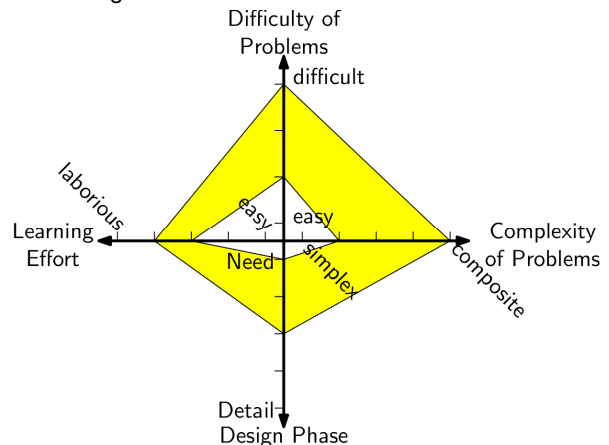 Difficulty of
Problems
difficult
laborious
easy
easy
Learning
Effort
Complexity
of Problems
Need
simplex
composite
Detail
Design Phase